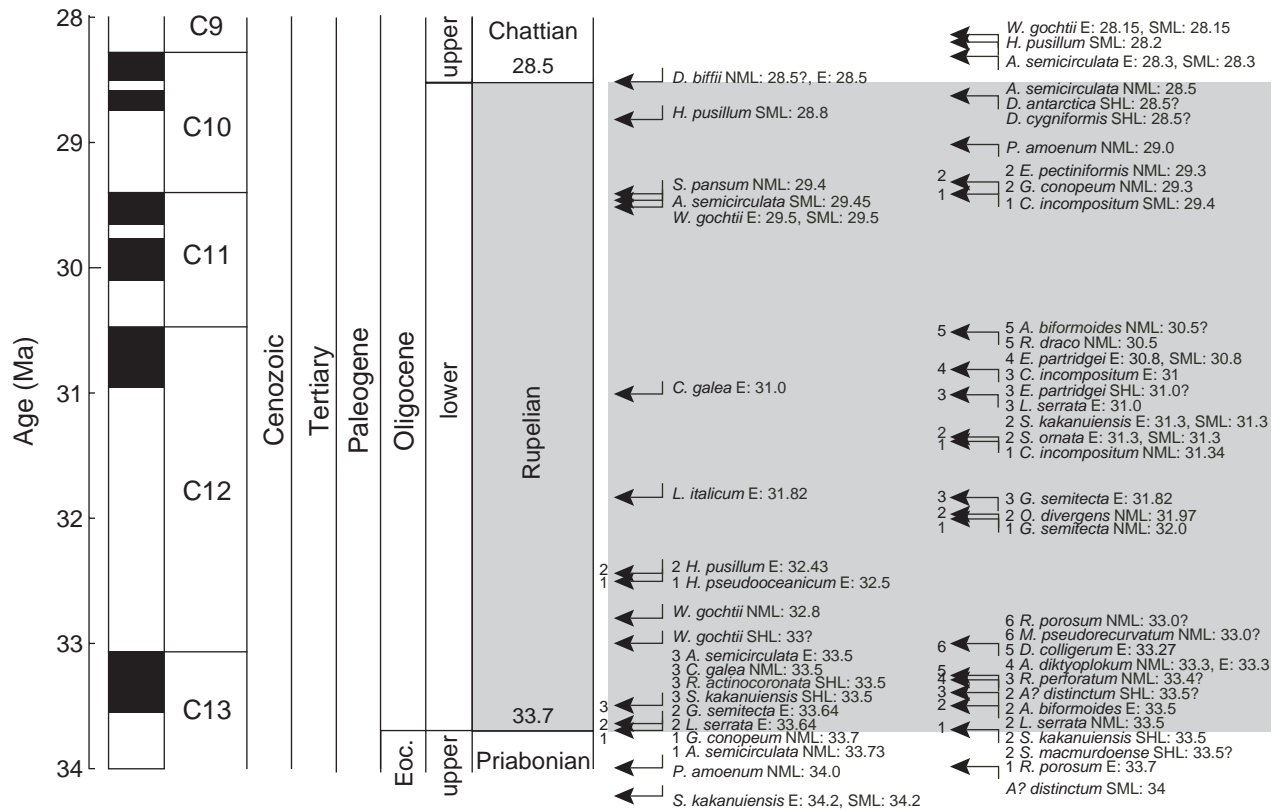 Age (Ma)
28
29
30
31
32
33
34
C9
C10
C11
C12
C13
Cenozoic
Tertiary
Paleogene
Oligocene
Eoc.
upper
lower
upper
Chattian
28.5
Rupelian
33.7
Priabonian
D. biffii NML: 28.5?, E: 28.5
H. pusillum SML: 28.8
S. pansum NML: 29.4
A. semicirculata SML: 29.45
W. gochtii E: 29.5, SML: 29.5
C. galea E: 31.0
L. italicum E: 31.82
2
2 H. pusillum E: 32.43
1
1 H. pseudooceanicum E: 32.5
W. gochtii NML: 32.8
W. gochtii SHL: 33?
3 A. semicirculata E: 33.5
3 C. galea NML: 33.5
3 R. actinocoronata SHL: 33.5
3 S. kakanuiensis SHL: 33.5
3
2 G. semitecta E: 33.64
2
2 L. serrata E: 33.64
1
1 G. conopeum NML: 33.7
1 A. semicirculata NML: 33.73
P. amoenum NML: 34.0
S. kakanuiensis E: 34.2, SML: 34.2
W. gochtii E: 28.15, SML: 28.15
H. pusillum SML: 28.2
A. semicirculata E: 28.3, SML: 28.3
A. semicirculata NML: 28.5
D. antarctica SHL: 28.5?
D. cygniformis SHL: 28.5?
P. amoenum NML: 29.0
2
2 E. pectiniformis NML: 29.3
2 G. conopeum NML: 29.3
1
1 C. incompositum SML: 29.4
5
5 A. biformoides NML: 30.5?
5 R. draco NML: 30.5
4 E. partridgei E: 30.8, SML: 30.8
4
3 C. incompositum E: 31
3 E. partridgei SHL: 31.0?
3
3 L. serrata E: 31.0
2 S. kakanuiensis E: 31.3, SML: 31.3
2
2 S. ornata E: 31.3, SML: 31.3
1
1 C. incompositum NML: 31.34
3
3 G. semitecta E: 31.82
2
2 O. divergens NML: 31.97
1
1 G. semitecta NML: 32.0
6 R. porosum NML: 33.0?
6 M. pseudorecurvatum NML: 33.0?
6
5 D. colligerum E: 33.27
4 A. diktyoplokum NML: 33.3, E: 33.3
5
4
3 R. perforatum NML: 33.4?
3
2 A? distinctum SHL: 33.5?
2
2 A. biformoides E: 33.5
2 L. serrata NML: 33.5
1
2 S. kakanuiensis SHL: 33.5
2 S. macmurdoense SHL: 33.5?
1 R. porosum E: 33.7
A? distinctum SML: 34